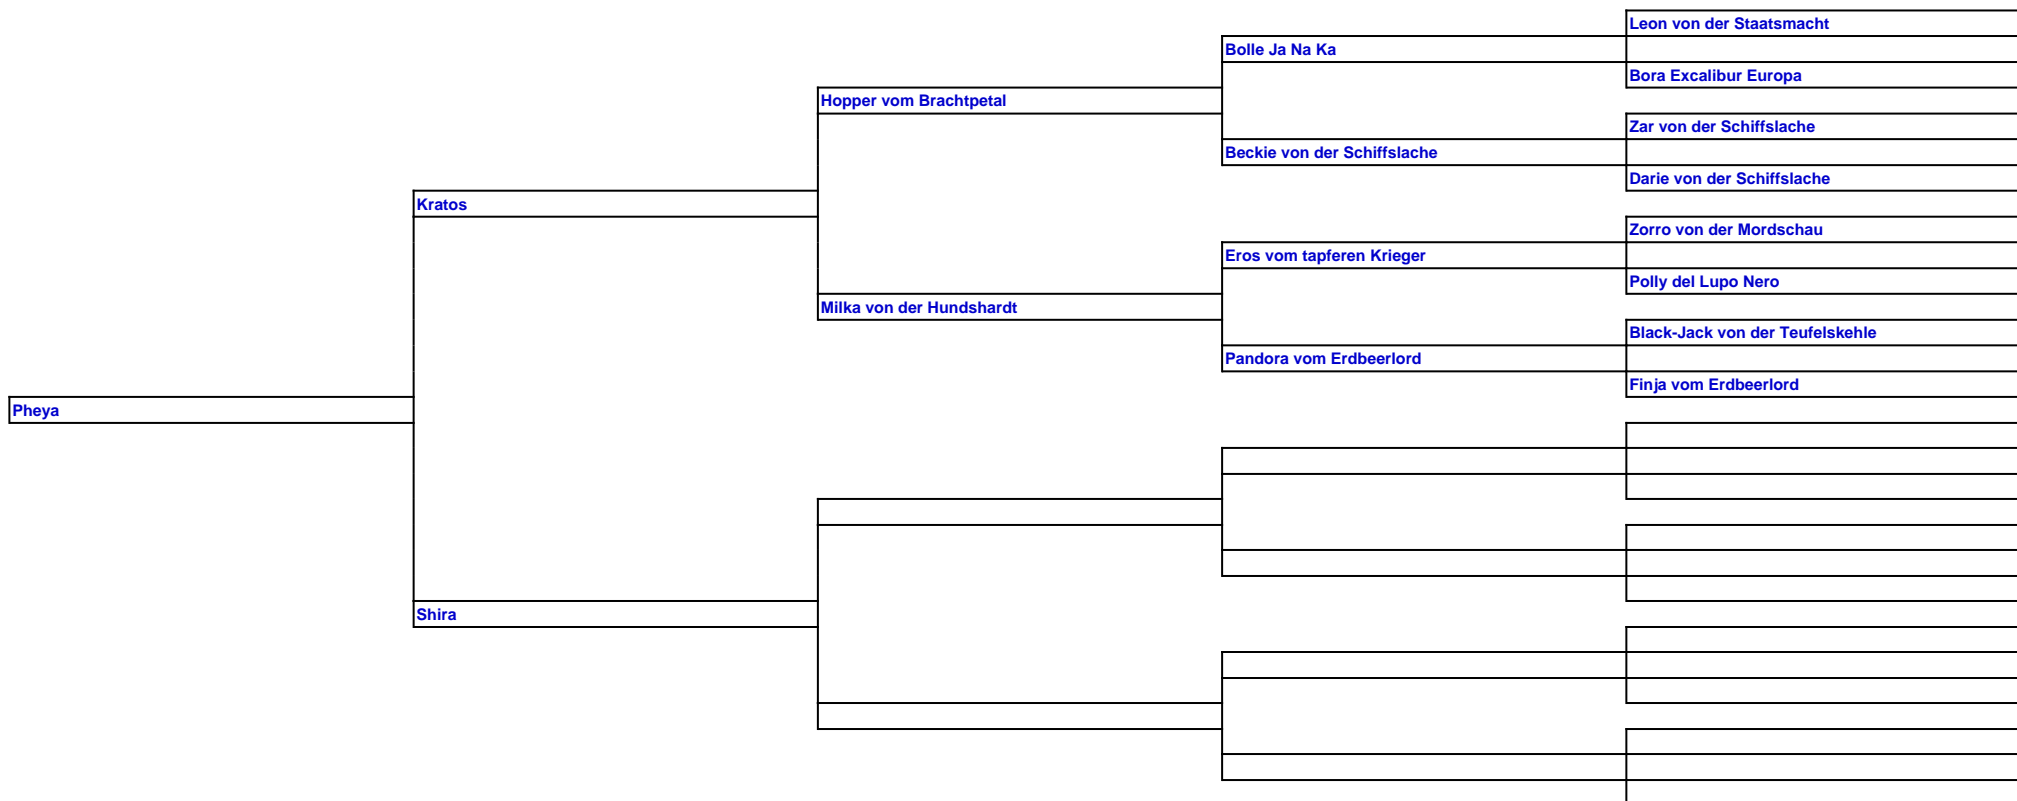 Leon von der Staatsmacht
Bolle Ja Na Ka
Bora Excalibur Europa
Hopper vom Brachtpetal
Zar von der Schiffslache
Beckie von der Schiffslache
Darie von der Schiffslache
Kratos
Zorro von der Mordschau
Eros vom tapferen Krieger
Polly del Lupo Nero
Milka von der Hundshardt
Black-Jack von der Teufelskehle
Pandora vom Erdbeerlord
Finja vom Erdbeerlord
Pheya
Shira